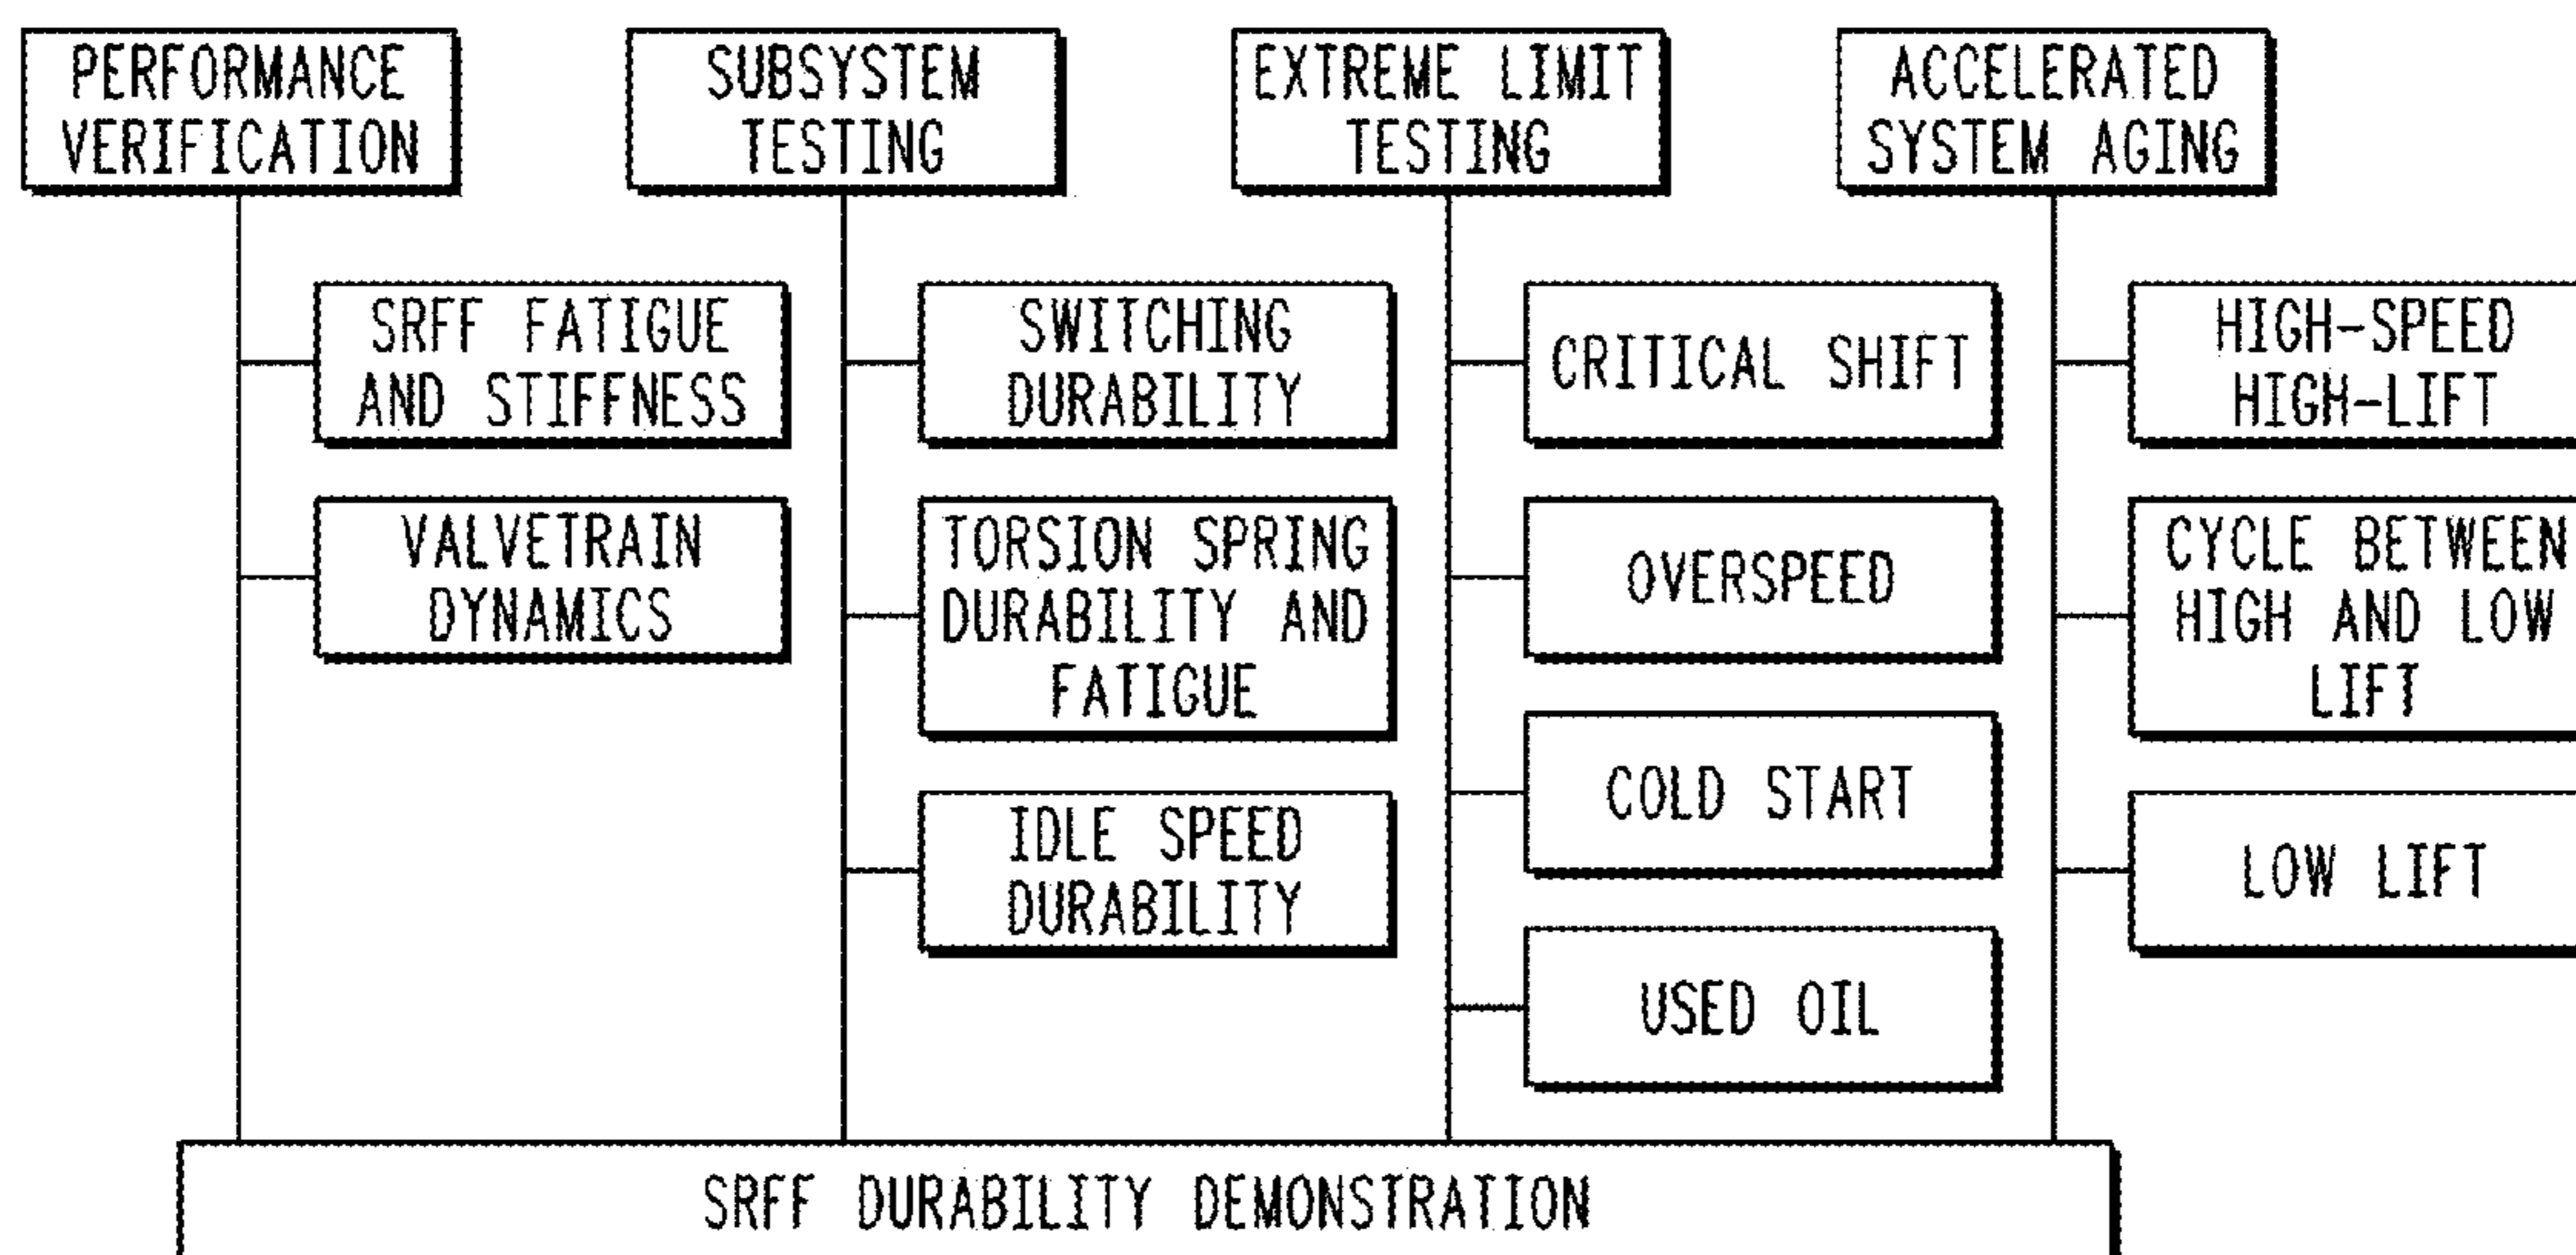 PERFORMANCE
VERIFICATION
SUBSYSTEM
TESTING
EXTREME LIMIT
TESTING
ACCELERATED
SYSTEM AGING
SRFF FATIGUE
AND STIFFNESS
VALVETRAIN
DYNAMICS
SWITCHING
DURABILITY
TORSION SPRING
DURABILITY AND
FATIGUE
IDLE SPEED
DURABILITY
CRITICAL SHIFT
OVERSPEED
COLD START
USED OIL
HIGH-SPEED
HIGH-LIFT
CYCLE BETWEEN
HIGH AND LOW
LIFT
LOW LIFT
SRFF DURABILITY DEMONSTRATION